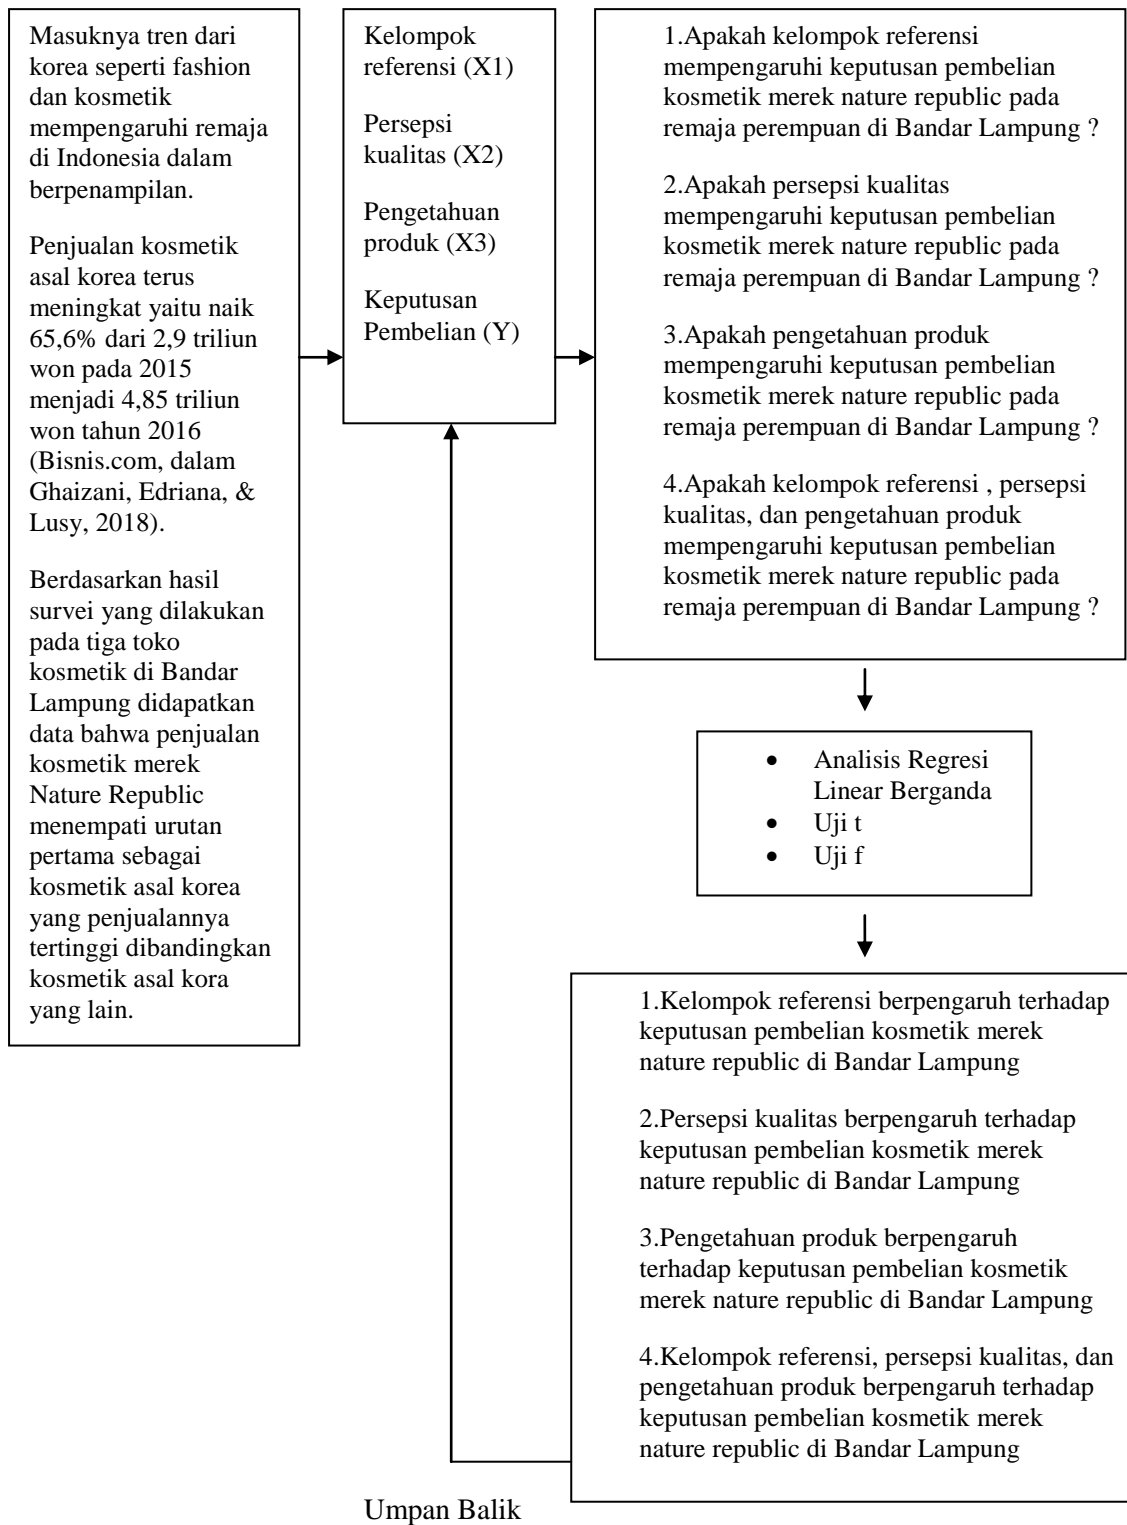 Masuknya tren dari
korea seperti fashion
dan kosmetik
mempengaruhi remaja
di Indonesia dalam
berpenampilan.
Penjualan kosmetik
asal korea terus
meningkat yaitu naik
65,6% dari 2,9 triliun
won pada 2015
menjadi 4,85 triliun
won tahun 2016
(Bisnis.com, dalam
Ghaizani, Edriana, &
Lusy, 2018).
Berdasarkan hasil
survei yang dilakukan
pada tiga toko
kosmetik di Bandar
Lampung didapatkan
data bahwa penjualan
kosmetik merek
Nature Republic
menempati urutan
pertama sebagai
kosmetik asal korea
yang penjualannya
tertinggi dibandingkan
kosmetik asal kora
yang lain.
Kelompok
referensi (X1)
Persepsi
kualitas (X2)
Pengetahuan
produk (X3)
Keputusan
Pembelian (Y)
1.Apakah kelompok referensi
mempengaruhi keputusan pembelian
kosmetik merek nature republic pada
remaja perempuan di Bandar Lampung ?
2.Apakah persepsi kualitas
mempengaruhi keputusan pembelian
kosmetik merek nature republic pada
remaja perempuan di Bandar Lampung ?
3.Apakah pengetahuan produk
mempengaruhi keputusan pembelian
kosmetik merek nature republic pada
remaja perempuan di Bandar Lampung ?
4.Apakah kelompok referensi , persepsi
kualitas, dan pengetahuan produk
mempengaruhi keputusan pembelian
kosmetik merek nature republic pada
remaja perempuan di Bandar Lampung ?
• Analisis Regresi
Linear Berganda
• Uji t
• Uji f
1.Kelompok referensi berpengaruh terhadap
keputusan pembelian kosmetik merek
nature republic di Bandar Lampung
2.Persepsi kualitas berpengaruh terhadap
keputusan pembelian kosmetik merek
nature republic di Bandar Lampung
3.Pengetahuan produk berpengaruh
terhadap keputusan pembelian kosmetik
merek nature republic di Bandar Lampung
4.Kelompok referensi, persepsi kualitas, dan
pengetahuan produk berpengaruh terhadap
keputusan pembelian kosmetik merek
nature republic di Bandar Lampung
Umpan Balik